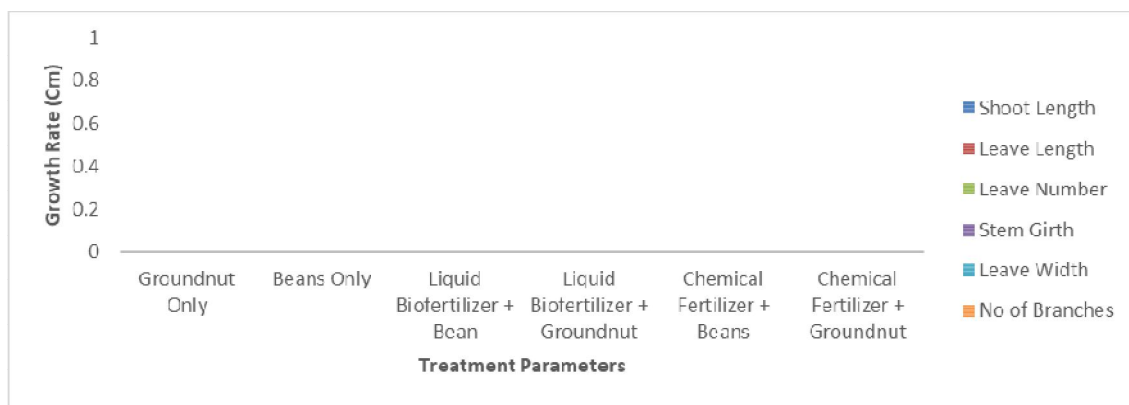 1
0.8
0.6
0.4
0.2
0
Growth Rate (Cm)
Groundnut
Only
Beans Only
Liquid
Biofertilizer +
Bean
Liquid
Biofertilizer +
Groundnut
Chemical
Fertilizer +
Beans
Chemical
Fertilizer +
Groundnut
Treatment Parameters
Shoot Length
Leave Length
Leave Number
Stem Girth
Leave Width
No of Branches